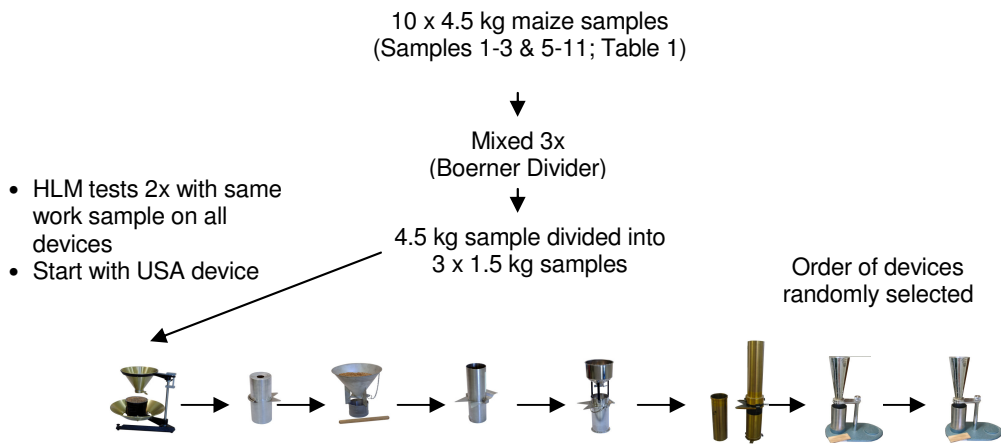 10 x 4.5 kg maize samples
(Samples 1-3 & 5-11; Table 1)
Mixed 3x
(Boerner Divider)
• HLM tests 2x with same
work sample on all
devices
• Start with USA device
4.5 kg sample divided into
3 x 1.5 kg samples
Order of devices
randomly selected